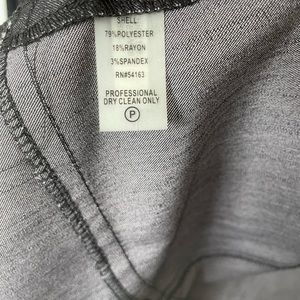 SHELL
79%POLYESTER
18%RAYON
3%SPANDEX
RN#54163
PROFESSIONAL
DRY CLEAN ONLY
P